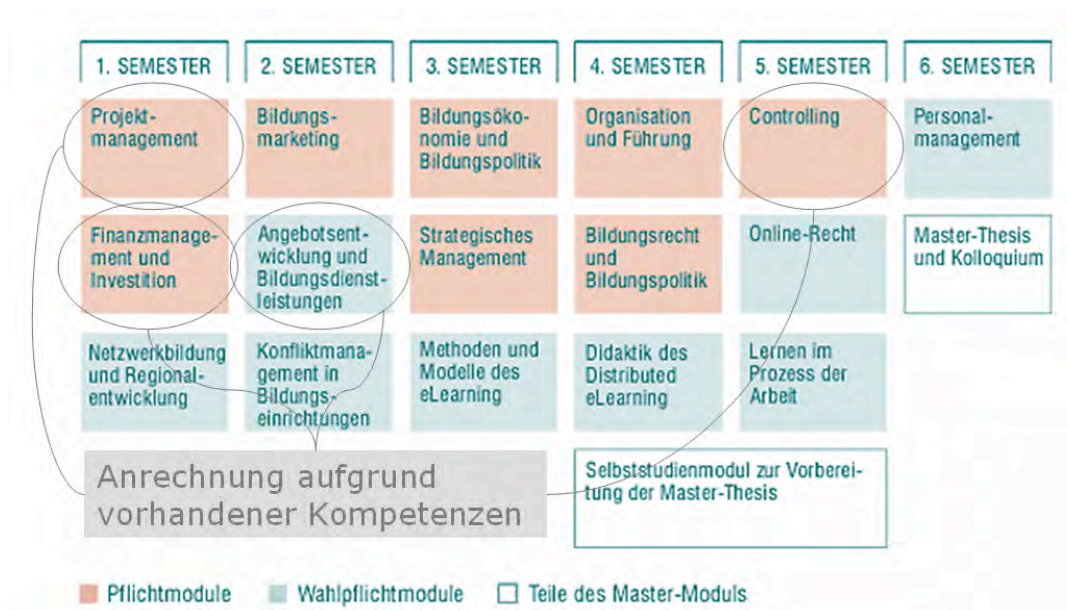 1. SEMESTER
2. SEMESTER
3. SEMESTER
4. SEMESTER
5. SEMESTER
6. SEMESTER
Projekt-
management
Bildungs-
marketing
Bildungsöko-
nomie und
Bildungspolitik
Organisation
und Führung
Controlling
Personal-
management
Finanzmanage-
ment und
Investition
Angebotsent-
wicklung und
Bildungsdienst-
leistungen
Strategisches
Management
Bildungsrecht
und
Bildungspolitik
Online-Recht
Master-Thesis
und Kolloquium
Netzwerkbildung
und Regional-
entwicklung
Konfliktmana-
gement in
Bildungs-
einrichtungen
Methoden und
Modelle des
eLearning
Didaktik des
Distributed
eLearning
Lernen im
Prozess der
Arbeit
Anrechnung aufgrund
vorhandener Kompetenzen
Selbststudienmodul zur Vorberei-
tung der Master-Thesis
Pflichtmodule
Wahlpflichtmodule
Teile des Master-Moduls